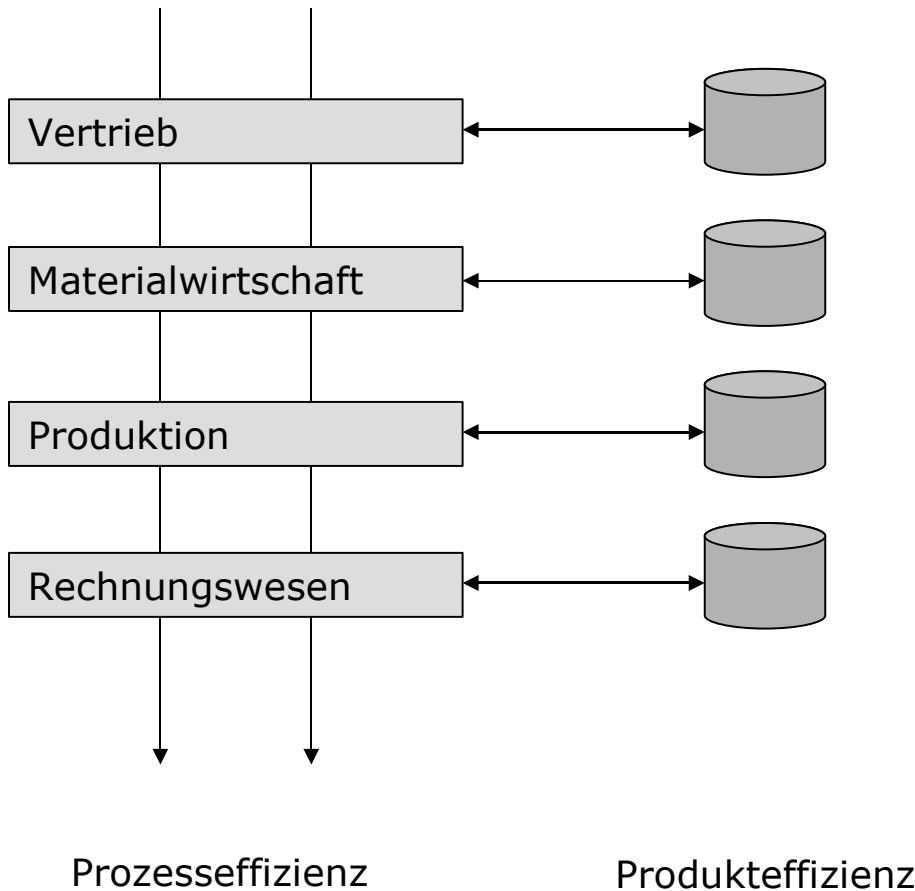 Vertrieb
Materialwirtschaft
Produktion
Rechnungswesen
Prozesseffizienz
Produkteffizienz